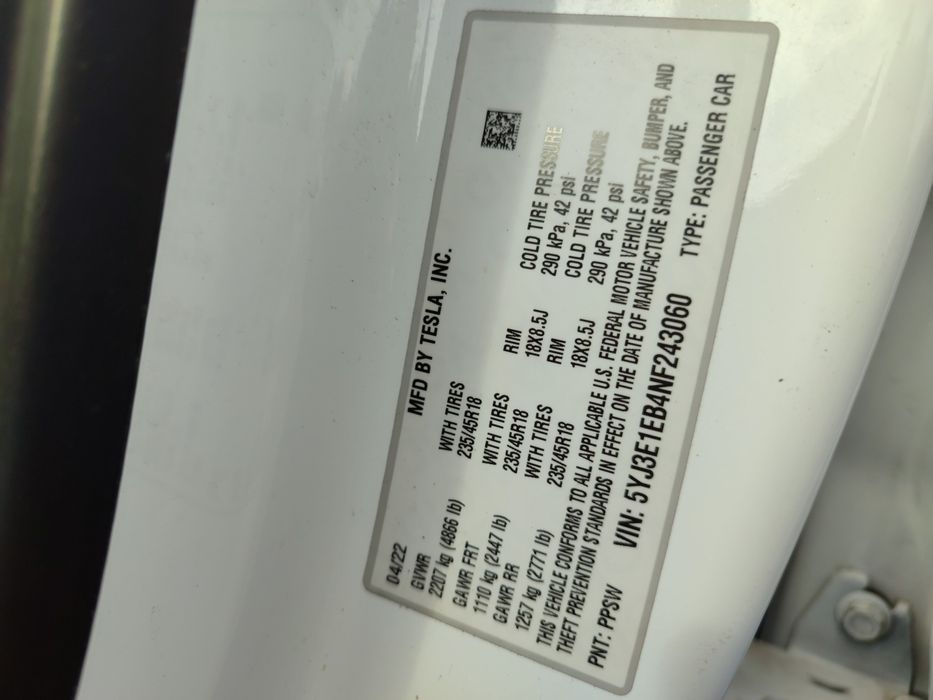 MFD BY TESLA, INC.
04/22
GVWR
2207 kg (4866 lb)
WITH TIRES
235/45R18
RIM
18X8.5J
COLD TIRE PRESSURE
290 kPa, 42 psi
GAWR FRT
1110 kg (2447 lb)
WITH TIRES
235/45R18
RIM
18X8.5J
COLD TIRE PRESSURE
290 kPa, 42 psi
GAWR RR
1257 kg (2771 lb)
WITH TIRES
235/45R18
THIS VEHICLE CONFORMS TO ALL APPLICABLE U.S. FEDERAL MOTOR VEHICLE SAFETY, BUMPER, AND
THEFT PREVENTION STANDARDS IN EFFECT ON THE DATE OF MANUFACTURE SHOWN ABOVE.
PNT: PPSW VIN: 5YJ3E1EB4NF243060 TYPE: PASSENGER CAR